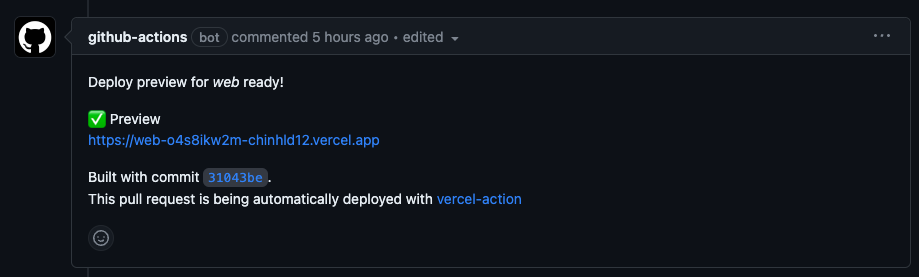 github-actions bot commented 5 hours ago • edited
Deploy preview for web ready!
✅ Preview
https://web-o4s8ikw2m-chinhld12.vercel.app
Built with commit 31043be.
This pull request is being automatically deployed with vercel-action